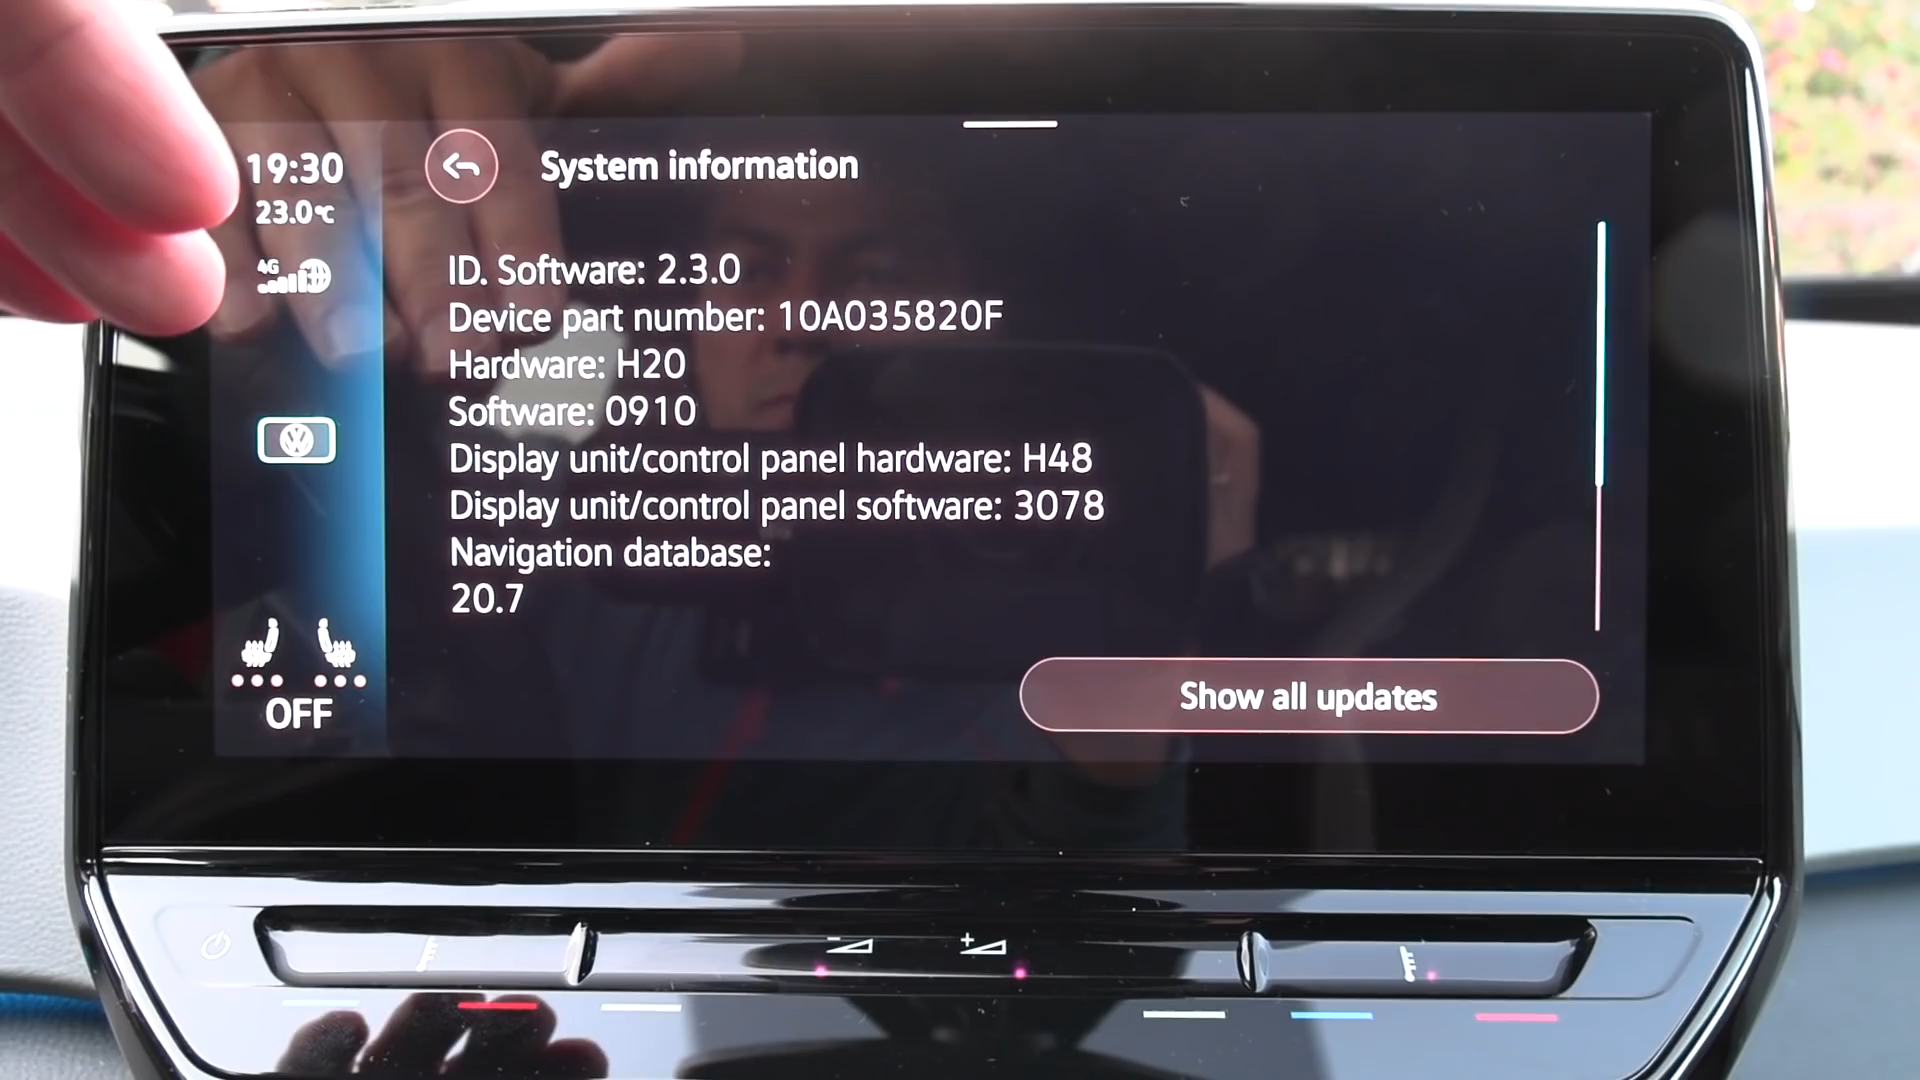 19:30
23.0°C
4G
System information
ID. Software: 2.3.0
Device part number: 10A035820F
Hardware: H20
Software: 0910
Display unit/control panel hardware: H48
Display unit/control panel software: 3078
Navigation database:
20.7
OFF
Show all updates